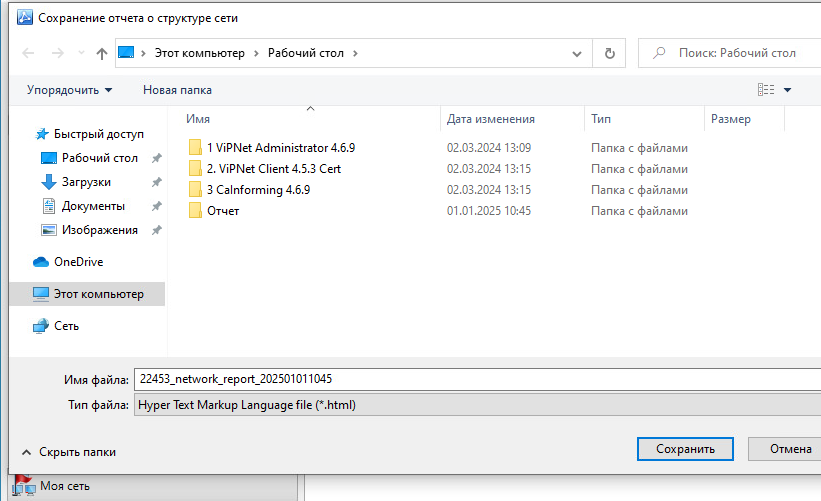 Сохранение отчета о структуре сети
Этот компьютер > Рабочий стол >
Поиск: Рабочий стол
Упорядочить
Новая папка
Имя
Дата изменения
Тип
Размер
Быстрый доступ
Рабочий стол
Загрузки
Документы
Изображения
OneDrive
Этот компьютер
Сеть
1 ViPNet Administrator 4.6.9 02.03.2024 13:09 Папка с файлами
2. ViPNet Client 4.5.3 Cert 02.03.2024 13:15 Папка с файлами
3 CaInforming 4.6.9 02.03.2024 13:15 Папка с файлами
Отчет 01.01.2025 10:45 Папка с файлами
Имя файла: 22453_network_report_202501011045
Тип файла: Hyper Text Markup Language file (*.html)
Скрыть папки
Сохранить
Отмена
Моя сеть